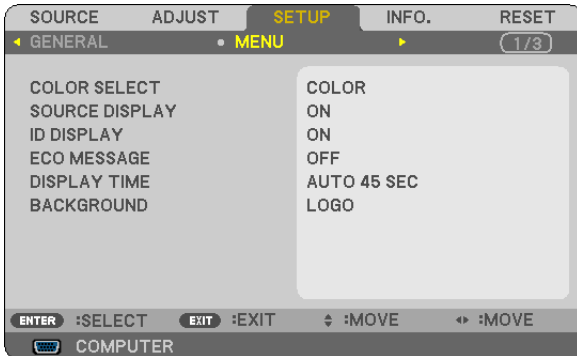 SOURCE ADJUST SETUP INFO. RESET
GENERAL MENU 1/3
COLOR SELECT COLOR
SOURCE DISPLAY ON
ID DISPLAY ON
ECO MESSAGE OFF
DISPLAY TIME AUTO 45 SEC
BACKGROUND LOGO
ENTER :SELECT EXIT :EXIT :MOVE :MOVE
COMPUTER